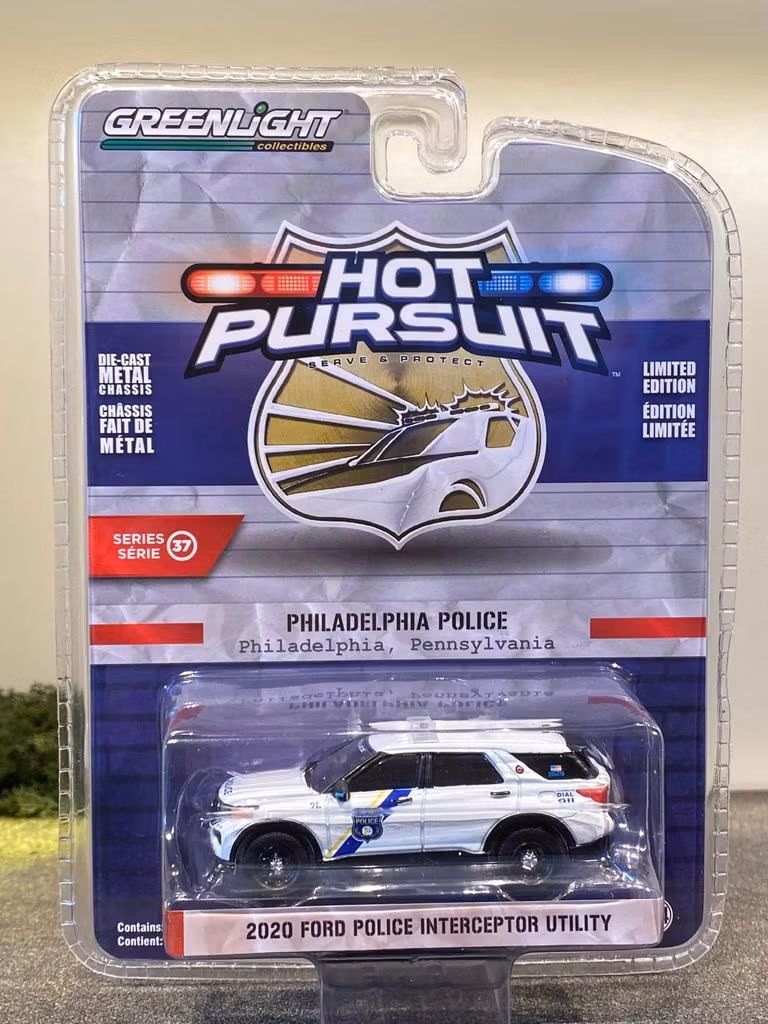 GREENLiGHT
collectibles
HOT
PURSUIT™
SERVE & PROTECT
DIE-CAST
METAL
CHASSIS
CHÂSSIS
FAIT DE
MÉTAL
LIMITED
EDITION
ÉDITION
LIMITÉE
SERIES
SÉRIE
37
PHILADELPHIA POLICE
Philadelphia, Pennsylvania
DIAL
911
POLICE
2020 FORD POLICE INTERCEPTOR UTILITY
Contains:
Contient: